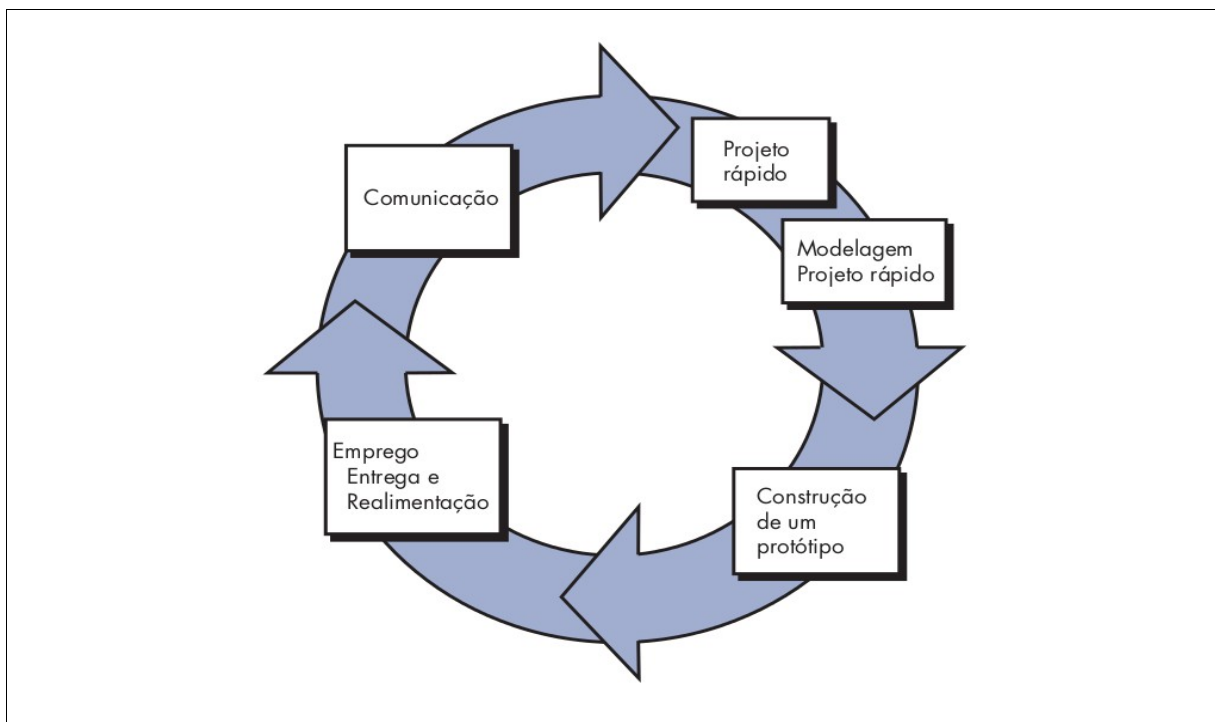 Comunicação
Projeto
rápido
Modelagem
Projeto rápido
Construção
de um
protótipo
Emprego
Entrega e
Realimentação